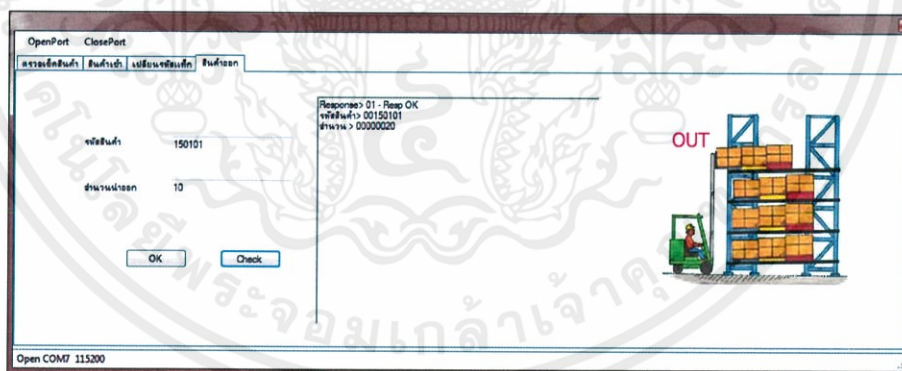 OpenPort ClosePort
ตรวจเช็คสินค้า สินค้าเข้า เปลี่ยนรหัสแท็ก สินค้าออก
Response> 01 - Resp OK
รหัสสินค้า> 00150101
จำนวน > 00000020
รหัสสินค้า 150101
จำนวนนำออก 10
OK Check
OUT
Open COM7 115200